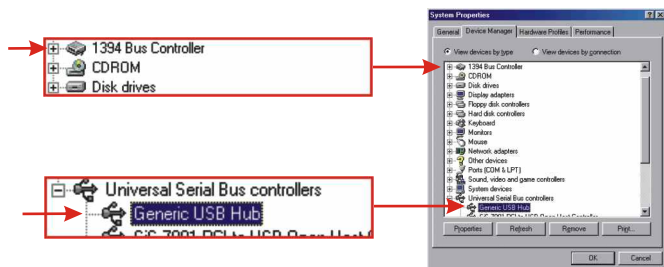 1394 Bus Controller
CDROM
Disk drives
Universal Serial Bus controllers
Generic USB Hub
System Properties
General Device Manager Hardware Profiles Performance
View devices by type View devices by connection
1394 Bus Controller
CDROM
Disk drives
Display adapters
Floppy disk controllers
Hard disk controllers
Keyboard
Monitors
Mouse
Network adapters
Other devices
Ports (COM & LPT)
Sound, video and game controllers
System devices
Universal Serial Bus controllers
Generic USB Hub
Properties Refresh Remove Print...
OK Cancel